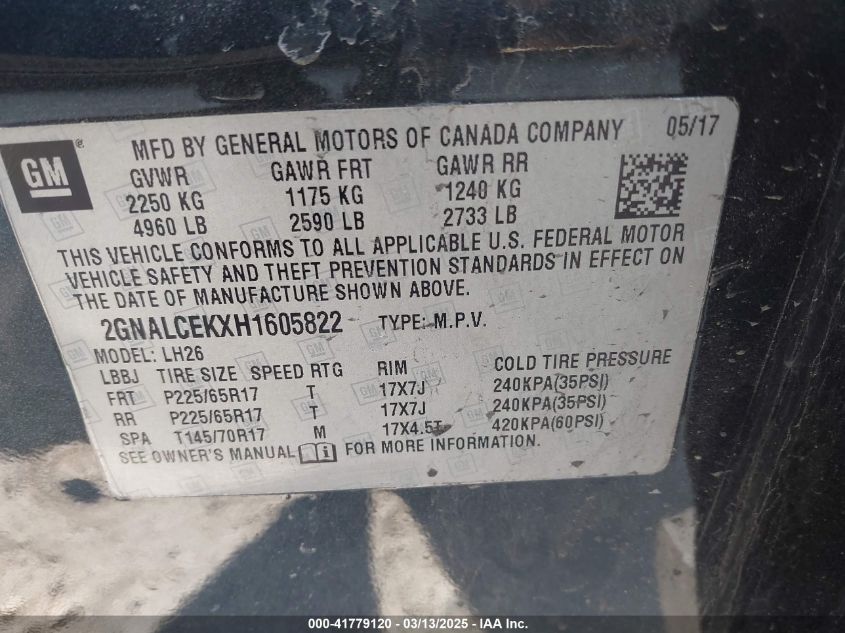 GM ®
MFD BY GENERAL MOTORS OF CANADA COMPANY 05/17
GVWR GAWR FRT GAWR RR
2250 KG 1175 KG 1240 KG
4960 LB 2590 LB 2733 LB
THIS VEHICLE CONFORMS TO ALL APPLICABLE U.S. FEDERAL MOTOR
VEHICLE SAFETY AND THEFT PREVENTION STANDARDS IN EFFECT ON
THE DATE OF MANUFACTURE SHOWN ABOVE.
2GNALCEKXH1605822 TYPE: M.P.V.
MODEL: LH26
LBBJ TIRE SIZE SPEED RTG RIM COLD TIRE PRESSURE
FRT P225/65R17 T 17X7J 240KPA(35PSI)
RR P225/65R17 T 17X7J 240KPA(35PSI)
SPA T145/70R17 M 17X4.5T 420KPA(60PSI)
SEE OWNER'S MANUAL FOR MORE INFORMATION.
000-41779120 - 03/13/2025 - IAA Inc.